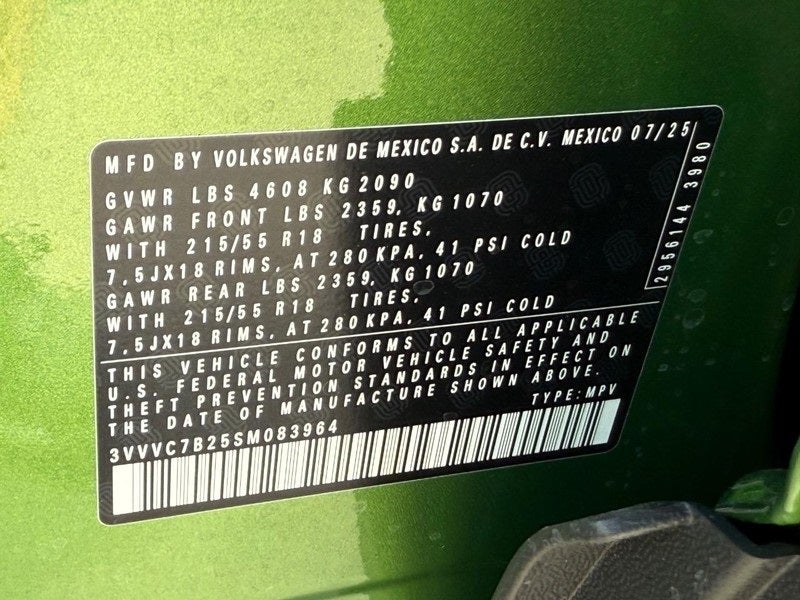 MFD BY VOLKSWAGEN DE MEXICO S.A. DE C.V. MEXICO 07/25
GVWR LBS 4608 KG 2090
GAWR FRONT LBS 2359, KG 1070
WITH 215/55 R18 TIRES,
7,5JX18 RIMS, AT 280 KPA, 41 PSI COLD
GAWR REAR LBS 2359, KG 1070
WITH 215/55 R18 TIRES,
7,5JX18 RIMS, AT 280 KPA, 41 PSI COLD
2956144 3980
THIS VEHICLE CONFORMS TO ALL APPLICABLE
U.S. FEDERAL MOTOR VEHICLE SAFETY AND
THEFT PREVENTION STANDARDS IN EFFECT ON
THE DATE OF MANUFACTURE SHOWN ABOVE.
TYPE: MPV
3VVVC7B25SM083964